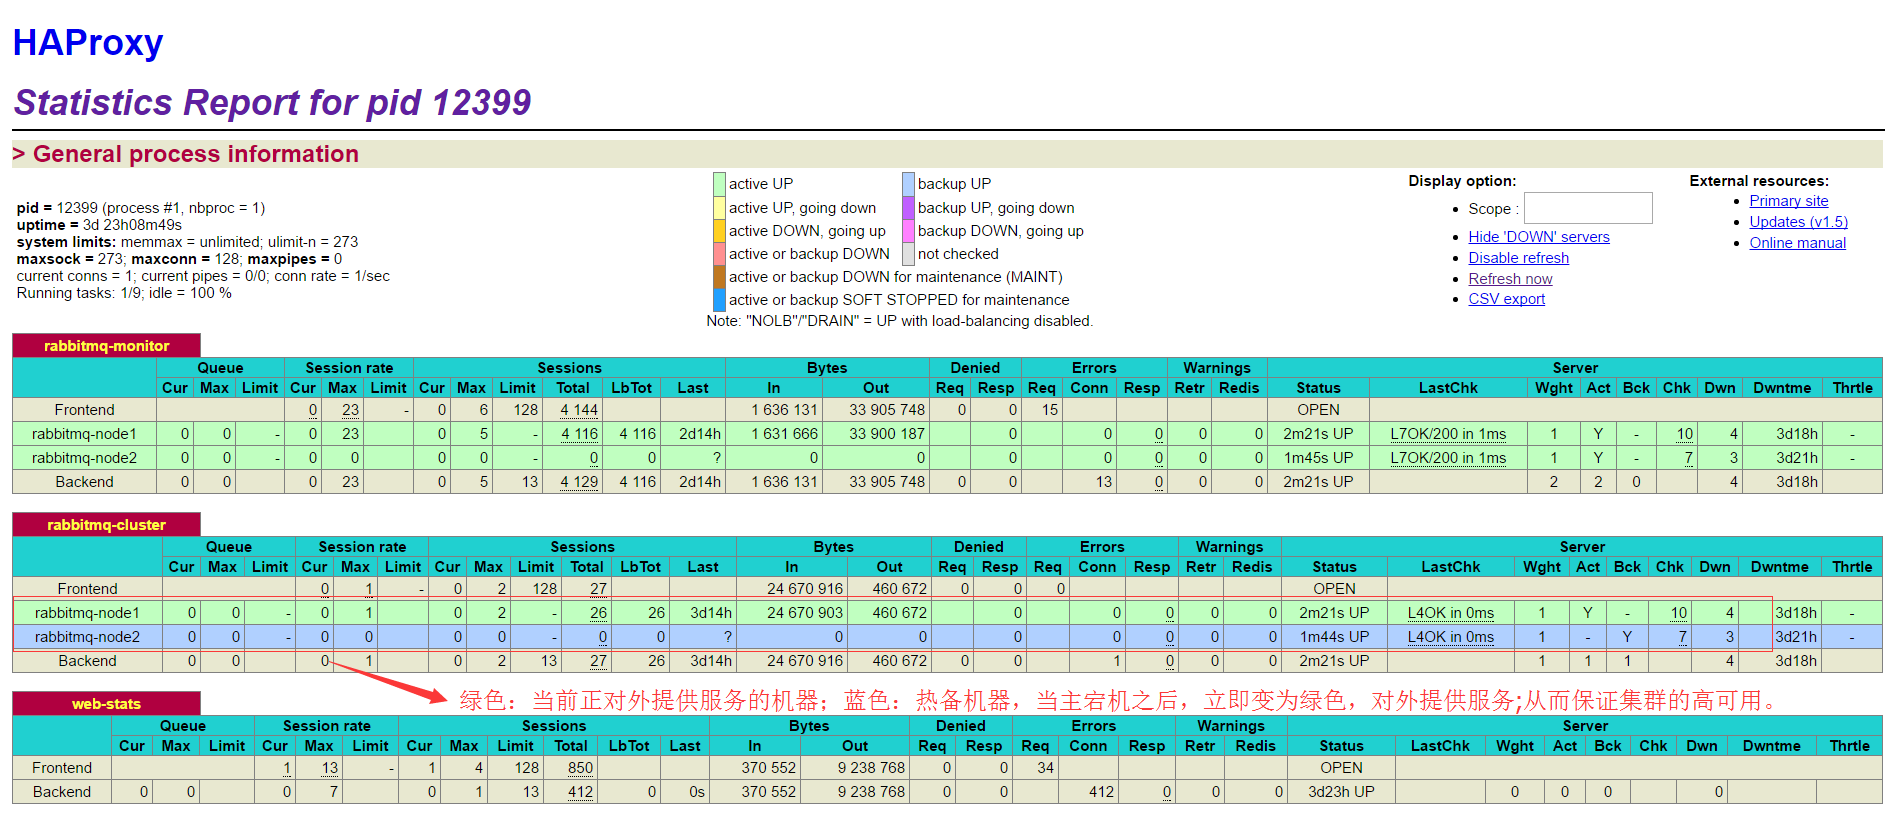 HAProxy
Statistics Report for pid 12399
> General process information
pid = 12399 (process #1, nbproc = 1)
uptime = 3d 23h08m49s
system limits: memmax = unlimited; ulimit-n = 273
maxsock = 273; maxconn = 128; maxpipes = 0
current conns = 1; current pipes = 0/0; conn rate = 1/sec
Running tasks: 1/9; idle = 100 %
active UP backup UP
active UP, going down backup UP, going down
active DOWN, going up backup DOWN, going up
active or backup DOWN not checked
active or backup DOWN for maintenance (MAINT)
active or backup SOFT STOPPED for maintenance
Note: "NOLB"/"DRAIN" = UP with load-balancing disabled.
Display option:
Scope :
Hide 'DOWN' servers
Disable refresh
Refresh now
CSV export
External resources:
Primary site
Updates (v1.5)
Online manual
rabbitmq-monitor
Queue Session rate Sessions Bytes Denied Errors Warnings Server
Cur Max Limit Cur Max Limit Cur Max Limit Total LbTot Last In Out Req Resp Req Conn Resp Retr Redis Status LastChk Wght Act Bck Chk Dwn Dwntme Thrtle
Frontend 0 23 - 0 6 128 4 144 1 636 131 33 905 748 0 0 15 OPEN
rabbitmq-node1 0 0 - 0 23 0 5 - 4 116 4 116 2d14h 1 631 666 33 900 187 0 0 0 0 0 2m21s UP L7OK/200 in 1ms 1 Y - 10 4 3d18h -
rabbitmq-node2 0 0 - 0 0 0 0 - 0 0 ? 0 0 0 0 0 0 0 1m45s UP L7OK/200 in 1ms 1 Y - 7 3 3d21h -
Backend 0 0 0 23 0 5 13 4 129 4 116 2d14h 1 636 131 33 905 748 0 0 13 0 0 0 2m21s UP 2 2 0 4 3d18h
rabbitmq-cluster
Queue Session rate Sessions Bytes Denied Errors Warnings Server
Cur Max Limit Cur Max Limit Cur Max Limit Total LbTot Last In Out Req Resp Req Conn Resp Retr Redis Status LastChk Wght Act Bck Chk Dwn Dwntme Thrtle
Frontend 0 1 - 0 2 128 27 24 670 916 460 672 0 0 0 OPEN
rabbitmq-node1 0 0 - 0 1 0 2 - 26 26 3d14h 24 670 903 460 672 0 0 0 0 0 2m21s UP L4OK in 0ms 1 Y - 10 4 3d18h -
rabbitmq-node2 0 0 - 0 0 0 0 - 0 0 ? 0 0 0 0 0 0 0 1m44s UP L4OK in 0ms 1 - Y 7 3 3d21h -
Backend 0 0 0 1 0 2 13 27 26 3d14h 24 670 916 460 672 0 0 1 0 0 0 2m21s UP 1 1 1 4 3d18h
绿色：当前正对外提供服务的机器；蓝色：热备机器，当主宕机之后，立即变为绿色，对外提供服务;从而保证集群的高可用。
web-stats
Queue Session rate Sessions Bytes Denied Errors Warnings Server
Cur Max Limit Cur Max Limit Cur Max Limit Total LbTot Last In Out Req Resp Req Conn Resp Retr Redis Status LastChk Wght Act Bck Chk Dwn Dwntme Thrtle
Frontend 1 13 - 1 4 128 850 370 552 9 238 768 0 0 34 OPEN
Backend 0 0 0 7 0 1 13 412 0 0s 370 552 9 238 768 0 0 412 0 0 0 3d23h UP 0 0 0 0